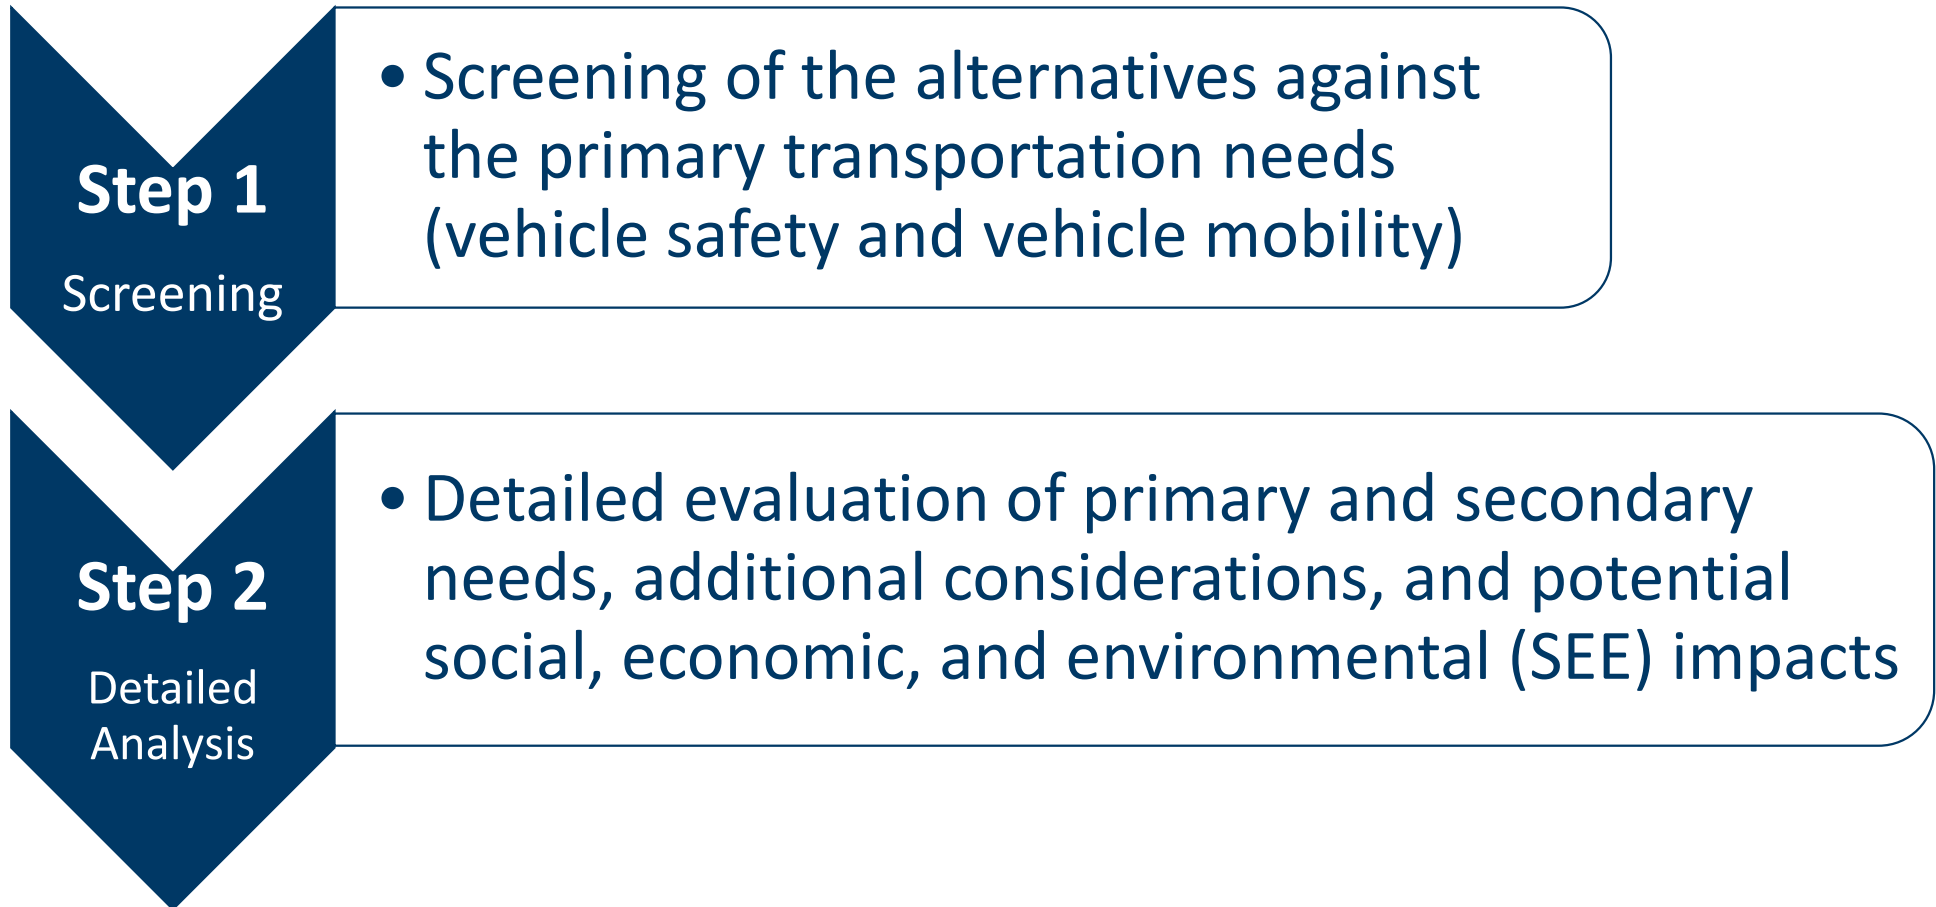 Step 1
Screening
• Screening of the alternatives against
the primary transportation needs
(vehicle safety and vehicle mobility)
Step 2
Detailed
Analysis
• Detailed evaluation of primary and secondary
needs, additional considerations, and potential
social, economic, and environmental (SEE) impacts